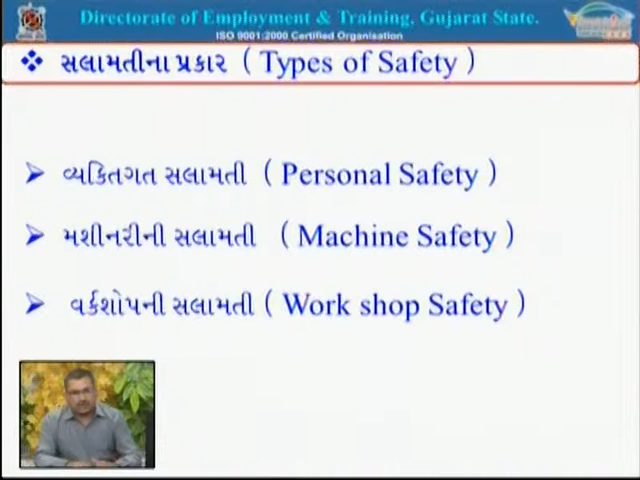 Directorate of Employment & Training, Gujarat State.
ISO 9001:2000 Certified Organisation
❖ સલામતીના પ્રકાર ( Types of Safety )
➢ વ્યકિતગત સલામતી ( Personal Safety )
➢ મશીનરીની સલામતી ( Machine Safety )
➢ વર્કશોપની સલામતી ( Work shop Safety )